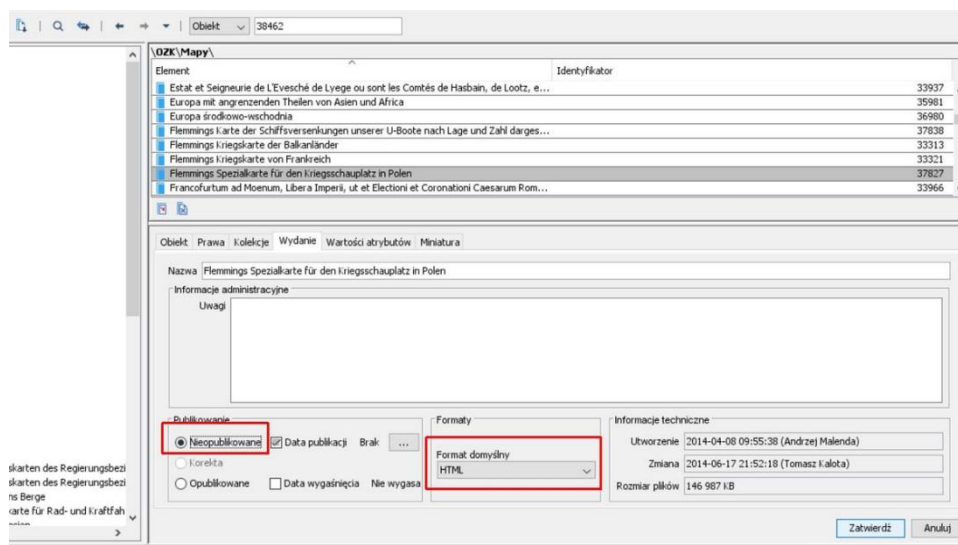 Obiekt 38462
\OZK\Mapy\
Element Identyfikator
Estat et Seigneurie de L'Evesché de Lyege ou sont les Comtés de Hasbain, de Lootz, e... 33937
Europa mit angrenzenden Theilen von Asien und Africa 35981
Europa środkowo-wschodnia 36980
Flemmings Karte der Schiffsversenkungen unserer U-Boote nach Lage und Zahl darges... 37838
Flemmings Kriegskarte der Balkanländer 33313
Flemmings Kriegskarte von Frankreich 33321
Flemmings Spezialkarte für den Kriegsschauplatz in Polen 37827
Francofurtum ad Moenum, Libera Imperii, ut et Electioni et Coronationi Caesarum Rom... 33966
Obiekt Prawa Kolekcje Wydanie Wartości atrybutów Miniatura
Nazwa Flemmings Spezialkarte für den Kriegsschauplatz in Polen
Informacje administracyjne
Uwagi
Publikowanie Formaty Informacje techniczne
Nieopublikowane Data publikacji Brak ... Utworzenie 2014-04-08 09:55:38 (Andrzej Malenda)
Format domyślny
Korekta HTML Zmiana 2014-06-17 21:52:18 (Tomasz Kalota)
Opublikowane Data wygaśnięcia Nie wygasa Rozmiar plików 146 987 KB
skarten des Regierungsbezi
skarten des Regierungsbezi
ns Berge
karte für Rad- und Kraftfah
Zatwierdź Anuluj